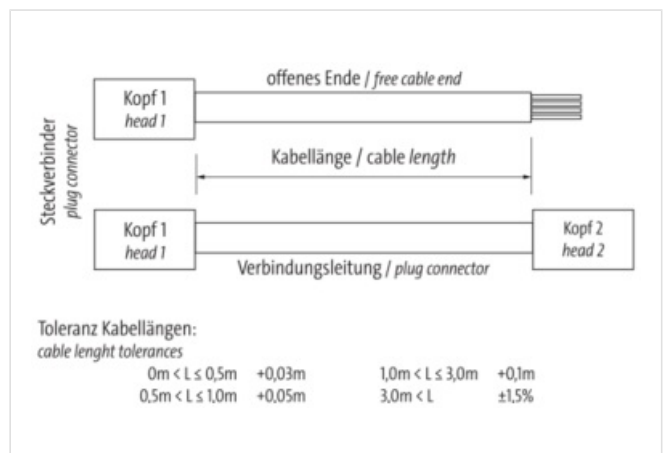 offenes Ende / free cable end
Kopf 1
head 1
Steckverbinder
plug connector
Kabellänge / cable length
Kopf 1
head 1
Kopf 2
head 2
Verbindungsleitung / plug connector
Toleranz Kabellängen:
cable lenght tolerances
0m < L ≤ 0,5m +0,03m 1,0m < L ≤ 3,0m +0,1m
0,5m < L ≤ 1,0m +0,05m 3,0m < L ±1,5%